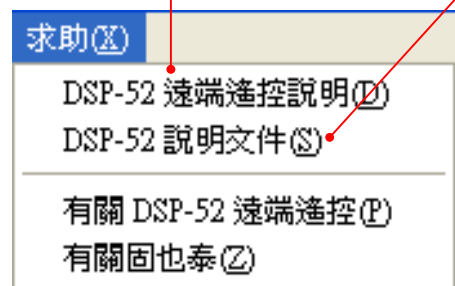 求助(X)
DSP-52 遠端遙控說明(D)
DSP-52 說明文件(S)
有關 DSP-52 遠端遙控(P)
有關固也泰(Z)